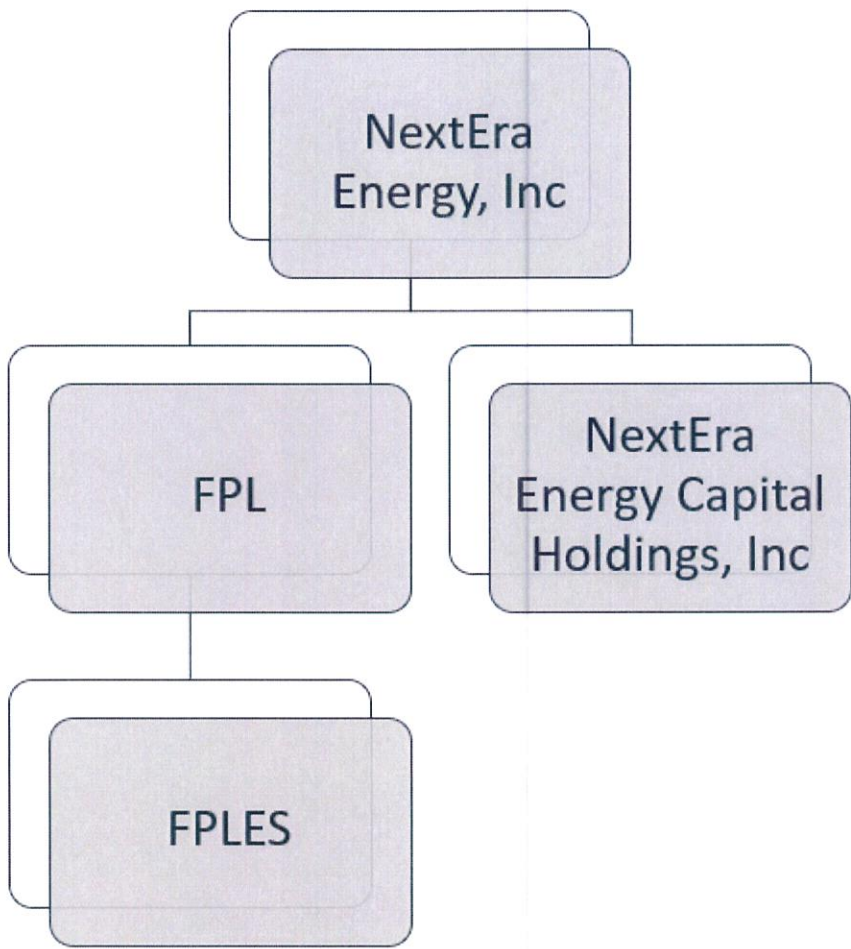 NextEra
Energy, Inc
FPL
NextEra
Energy Capital
Holdings, Inc
FPLES